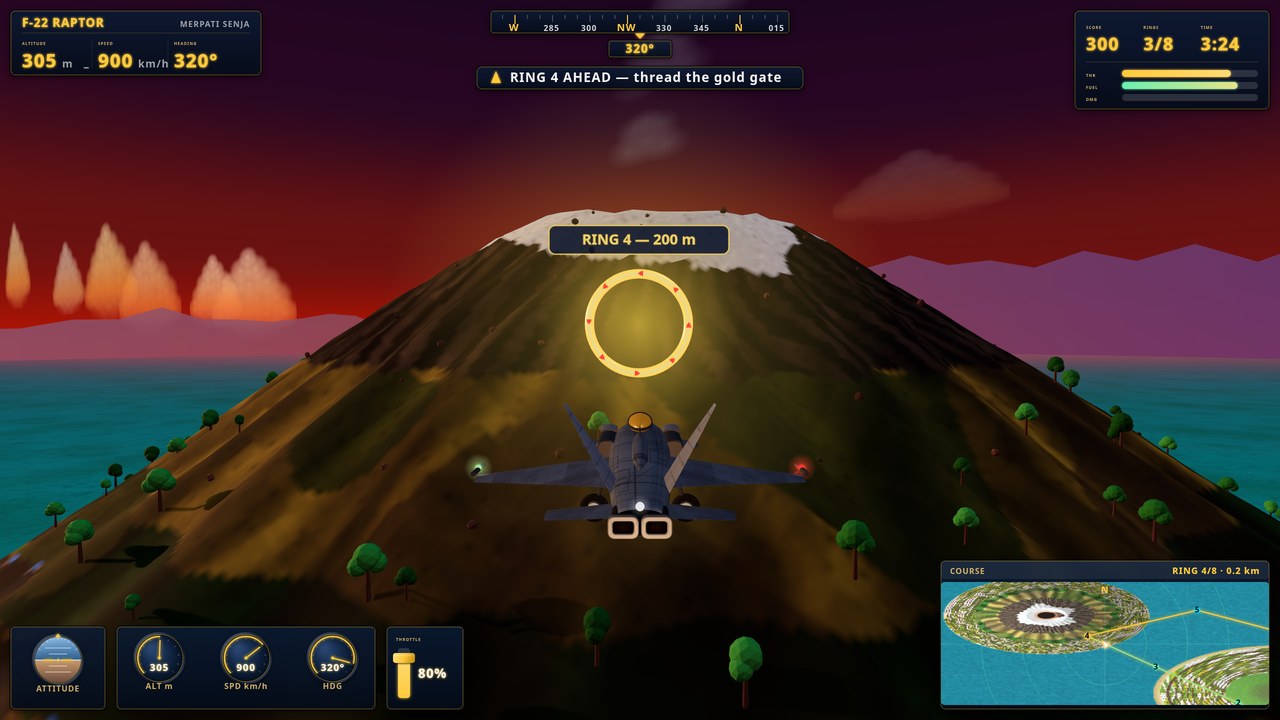 F-22 RAPTOR
MERPATI SENJA
ALTITUDE
SPEED
HEADING
305 m
900 km/h
320°
W 285 300 NW 330 345 N 015
320°
RING 4 AHEAD — thread the gold gate
SCORE
RINGS
TIME
300
3/8
3:24
THR
FUEL
DMG
RING 4 — 200 m
ATTITUDE
305
ALT m
900
SPD km/h
320°
HDG
THROTTLE
80%
COURSE
RING 4/8 · 0.2 km
N
5
4
3
2